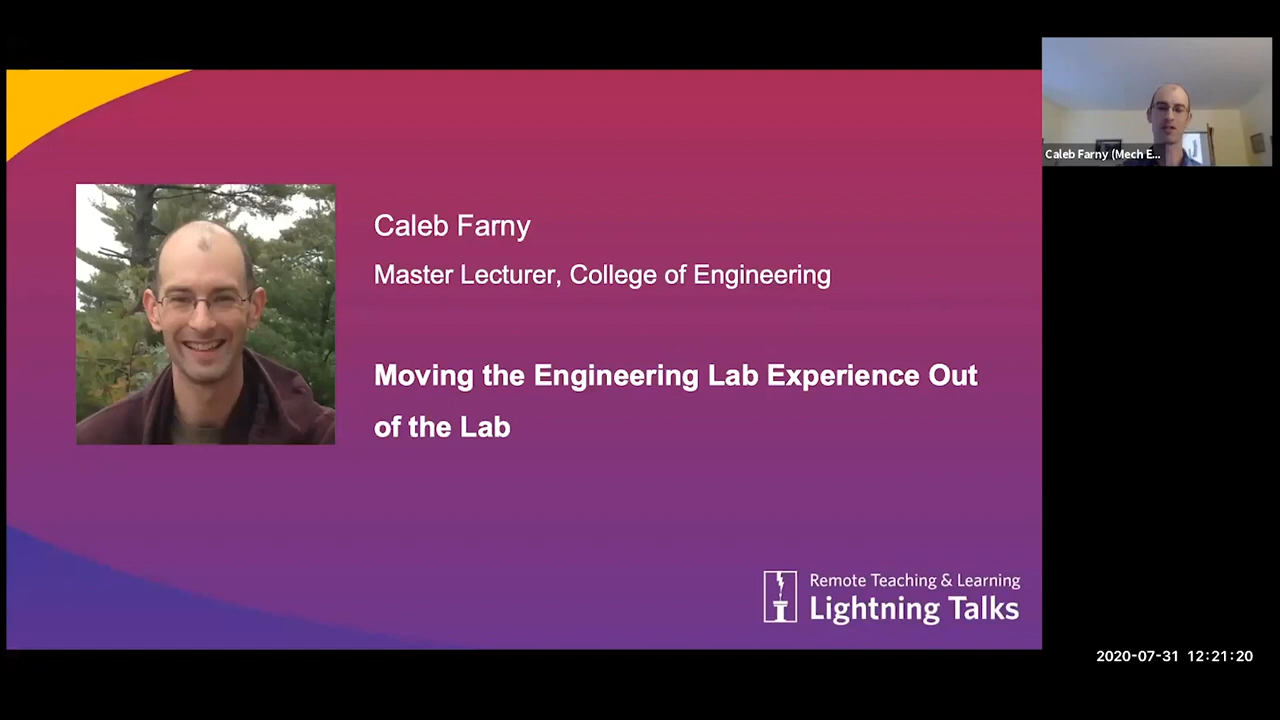 Caleb Farny
Master Lecturer, College of Engineering
Moving the Engineering Lab Experience Out
of the Lab
Remote Teaching & Learning
Lightning Talks
Caleb Farny (Mech E...
2020-07-31 12:21:20